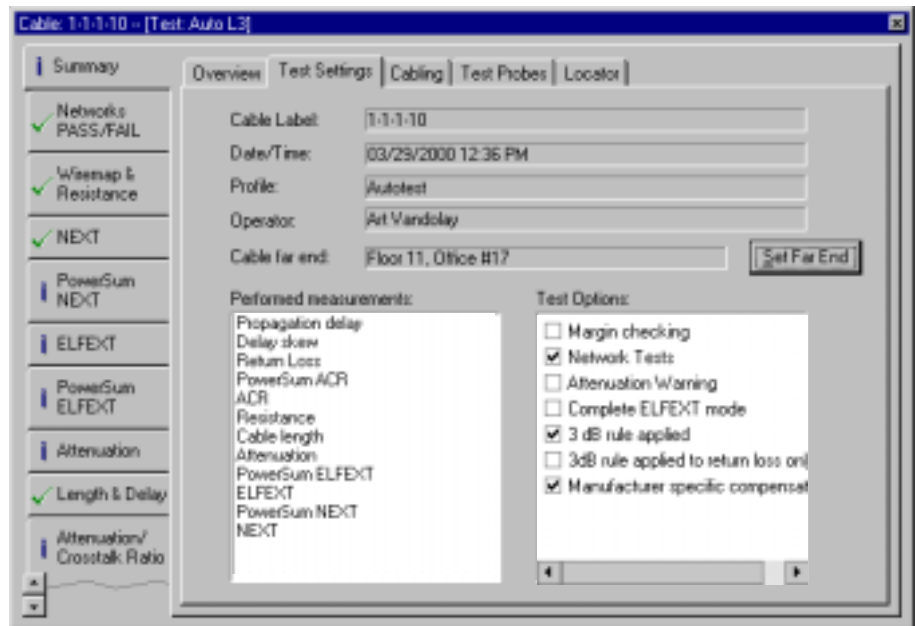 Cable: 1-1-1-10 -- [Test: Auto L3]
Summary
Networks
PASS/FAIL
Wiremap &
Resistance
NEXT
PowerSum
NEXT
ELFEXT
PowerSum
ELFEXT
Attenuation
Length & Delay
Attenuation/
Crosstalk Ratio
Overview Test Settings Cabling Test Probes Locator
Cable Label: 1-1-1-10
Date/Time: 03/29/2000 12:36 PM
Profile: Autotest
Operator: Art Vandolay
Cable far end: Floor 11, Office #17 Set Far End
Performed measurements:
Propagation delay
Delay skew
Return Loss
PowerSum ACR
ACR
Resistance
Cable length
Attenuation
PowerSum ELFEXT
ELFEXT
PowerSum NEXT
NEXT
Test Options:
Margin checking
Network Tests
Attenuation Warning
Complete ELFEXT mode
3 dB rule applied
3dB rule applied to return loss onl
Manufacturer specific compensat